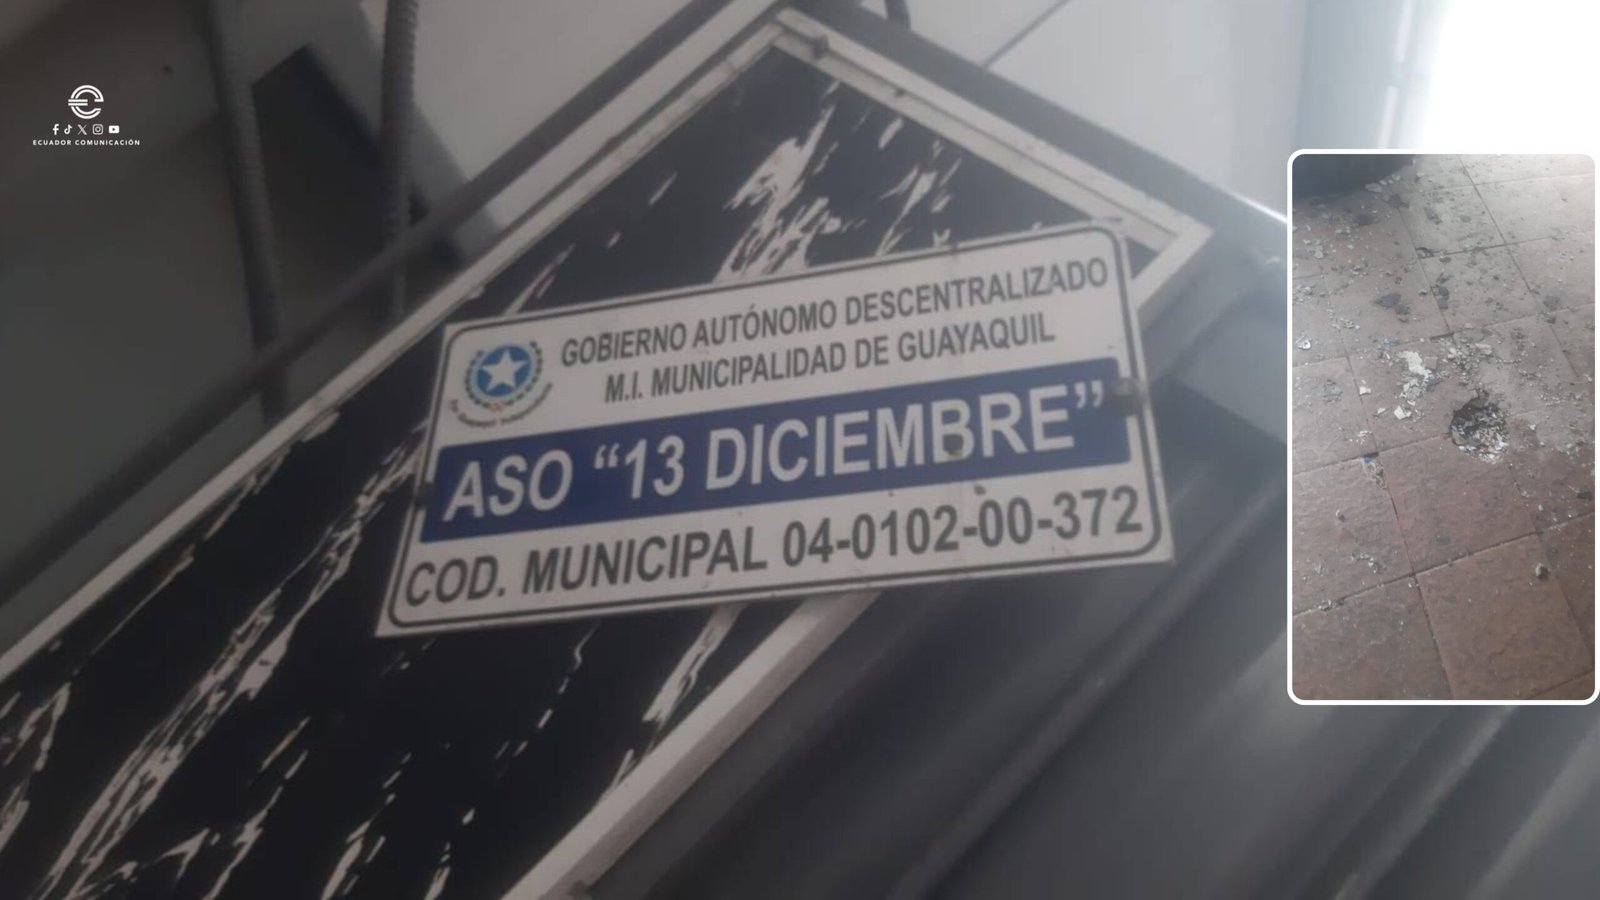 ECUADOR COMUNICACIÓN
GOBIERNO AUTÓNOMO DESCENTRALIZADO
M.I. MUNICIPALIDAD DE GUAYAQUIL
ASO “13 DICIEMBRE”
COD. MUNICIPAL 04-0102-00-372